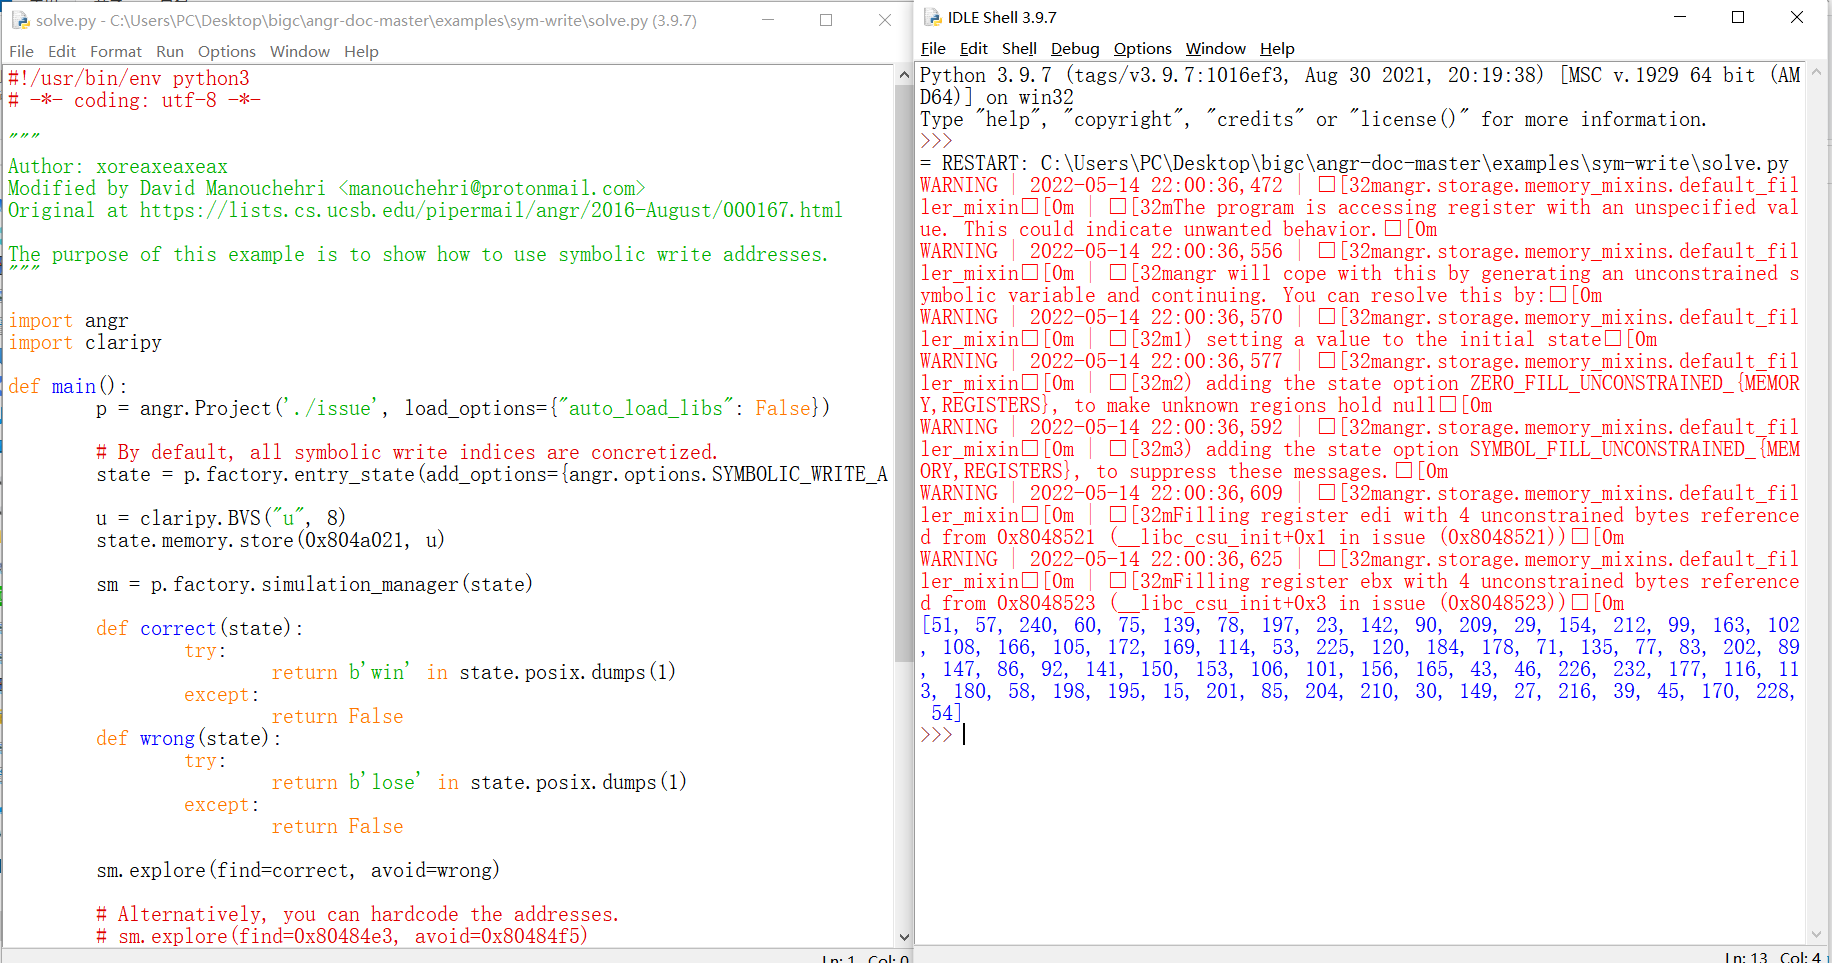 solve.py - C:\Users\PC\Desktop\bigc\angr-doc-master\examples\sym-write\solve.py (3.9.7)
File Edit Format Run Options Window Help
#!/usr/bin/env python3
# -*- coding: utf-8 -*-
"""
Author: xoreaxeaxeax
Modified by David Manouchehri <manouchehri@protonmail.com>
Original at https://lists.cs.ucsb.edu/pipermail/angr/2016-August/000167.html
The purpose of this example is to show how to use symbolic write addresses.
"""
import angr
import claripy
def main():
p = angr.Project('./issue', load_options={"auto_load_libs": False})
# By default, all symbolic write indices are concretized.
state = p.factory.entry_state(add_options={angr.options.SYMBOLIC_WRITE_A
u = claripy.BVS("u", 8)
state.memory.store(0x804a021, u)
sm = p.factory.simulation_manager(state)
def correct(state):
try:
return b'win' in state.posix.dumps(1)
except:
return False
def wrong(state):
try:
return b'lose' in state.posix.dumps(1)
except:
return False
sm.explore(find=correct, avoid=wrong)
# Alternatively, you can hardcode the addresses.
# sm.explore(find=0x80484e3, avoid=0x80484f5)
Ln: 1 Col: 0
IDLE Shell 3.9.7
File Edit Shell Debug Options Window Help
Python 3.9.7 (tags/v3.9.7:1016ef3, Aug 30 2021, 20:19:38) [MSC v.1929 64 bit (AM
D64)] on win32
Type "help", "copyright", "credits" or "license()" for more information.
>>>
= RESTART: C:\Users\PC\Desktop\bigc\angr-doc-master\examples\sym-write\solve.py
WARNING | 2022-05-14 22:00:36,472 | □[32mangr.storage.memory_mixins.default_fil
ler_mixin□[0m | □[32mThe program is accessing register with an unspecified val
ue. This could indicate unwanted behavior.□[0m
WARNING | 2022-05-14 22:00:36,556 | □[32mangr.storage.memory_mixins.default_fil
ler_mixin□[0m | □[32mangr will cope with this by generating an unconstrained s
ymbolic variable and continuing. You can resolve this by:□[0m
WARNING | 2022-05-14 22:00:36,570 | □[32mangr.storage.memory_mixins.default_fil
ler_mixin□[0m | □[32m1) setting a value to the initial state□[0m
WARNING | 2022-05-14 22:00:36,577 | □[32mangr.storage.memory_mixins.default_fil
ler_mixin□[0m | □[32m2) adding the state option ZERO_FILL_UNCONSTRAINED_{MEMOR
Y,REGISTERS}, to make unknown regions hold null□[0m
WARNING | 2022-05-14 22:00:36,592 | □[32mangr.storage.memory_mixins.default_fil
ler_mixin□[0m | □[32m3) adding the state option SYMBOL_FILL_UNCONSTRAINED_{MEM
ORY,REGISTERS}, to suppress these messages.□[0m
WARNING | 2022-05-14 22:00:36,609 | □[32mangr.storage.memory_mixins.default_fil
ler_mixin□[0m | □[32mFilling register edi with 4 unconstrained bytes reference
d from 0x8048521 (__libc_csu_init+0x1 in issue (0x8048521))□[0m
WARNING | 2022-05-14 22:00:36,625 | □[32mangr.storage.memory_mixins.default_fil
ler_mixin□[0m | □[32mFilling register ebx with 4 unconstrained bytes reference
d from 0x8048523 (__libc_csu_init+0x3 in issue (0x8048523))□[0m
[51, 57, 240, 60, 75, 139, 78, 197, 23, 142, 90, 209, 29, 154, 212, 99, 163, 102
, 108, 166, 105, 172, 169, 114, 53, 225, 120, 184, 178, 71, 135, 77, 83, 202, 89
, 147, 86, 92, 141, 150, 153, 106, 101, 156, 165, 43, 46, 226, 232, 177, 116, 11
3, 180, 58, 198, 195, 15, 201, 85, 204, 210, 30, 149, 27, 216, 39, 45, 170, 228,
54]
>>>
Ln: 13 Col: 4